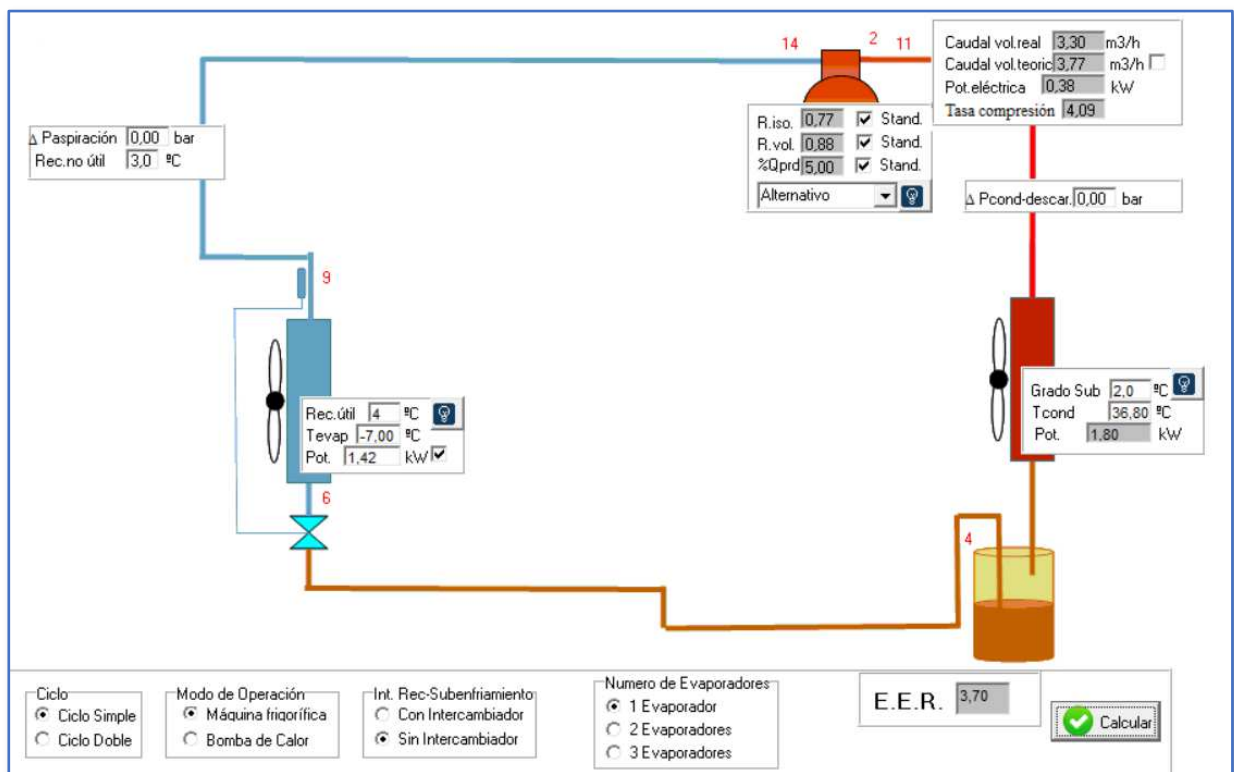 14
2
11
Caudal vol.real 3,30 m3/h
Caudal vol.teoric 3,77 m3/h
Pot.eléctrica 0,38 kW
Tasa compresión 4,09
Δ Paspiración 0,00 bar
Rec.no útil 3,0 ºC
R.iso. 0,77 Stand.
R.vol. 0,88 Stand.
%Qprd 5,00 Stand.
Alternativo
Δ Pcond-descar. 0,00 bar
9
Rec.útil 4 ºC
Tevap -7,00 ºC
Pot. 1,42 kW
Grado Sub 2,0 ºC
Tcond 36,80 ºC
Pot. 1,80 kW
6
4
Ciclo
Ciclo Simple
Ciclo Doble
Modo de Operación
Máquina frigorífica
Bomba de Calor
Int. Rec-Subenfriamiento
Con Intercambiador
Sin Intercambiador
Numero de Evaporadores
1 Evaporador
2 Evaporadores
3 Evaporadores
E.E.R. 3,70
Calcular